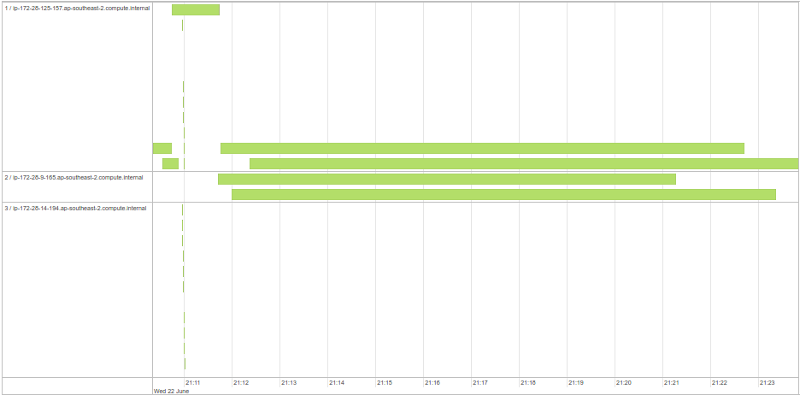 1 / ip-172-28-125-157.ap-southeast-2.compute.internal
2 / ip-172-28-9-165.ap-southeast-2.compute.internal
3 / ip-172-28-14-194.ap-southeast-2.compute.internal
21:11 21:12 21:13 21:14 21:15 21:16 21:17 21:18 21:19 21:20 21:21 21:22 21:23
Wed 22 June